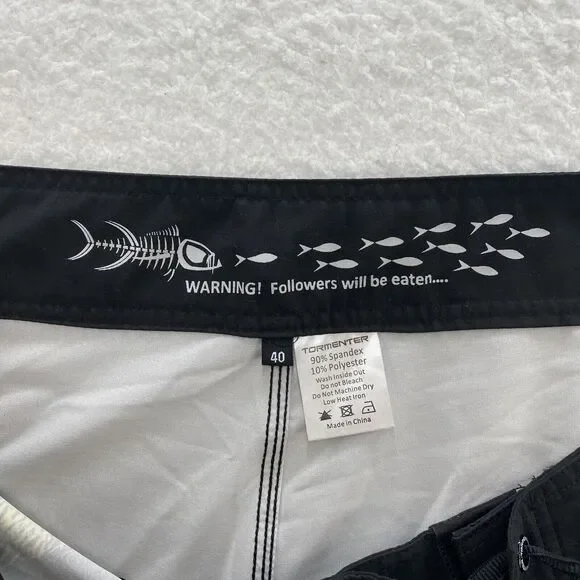 WARNING! Followers will be eaten....
40
TORMENTER
90% Spandex
10% Polyester
Wash Inside Out
Do not Bleach
Do Not Machine Dry
Low Heat Iron
Made in China